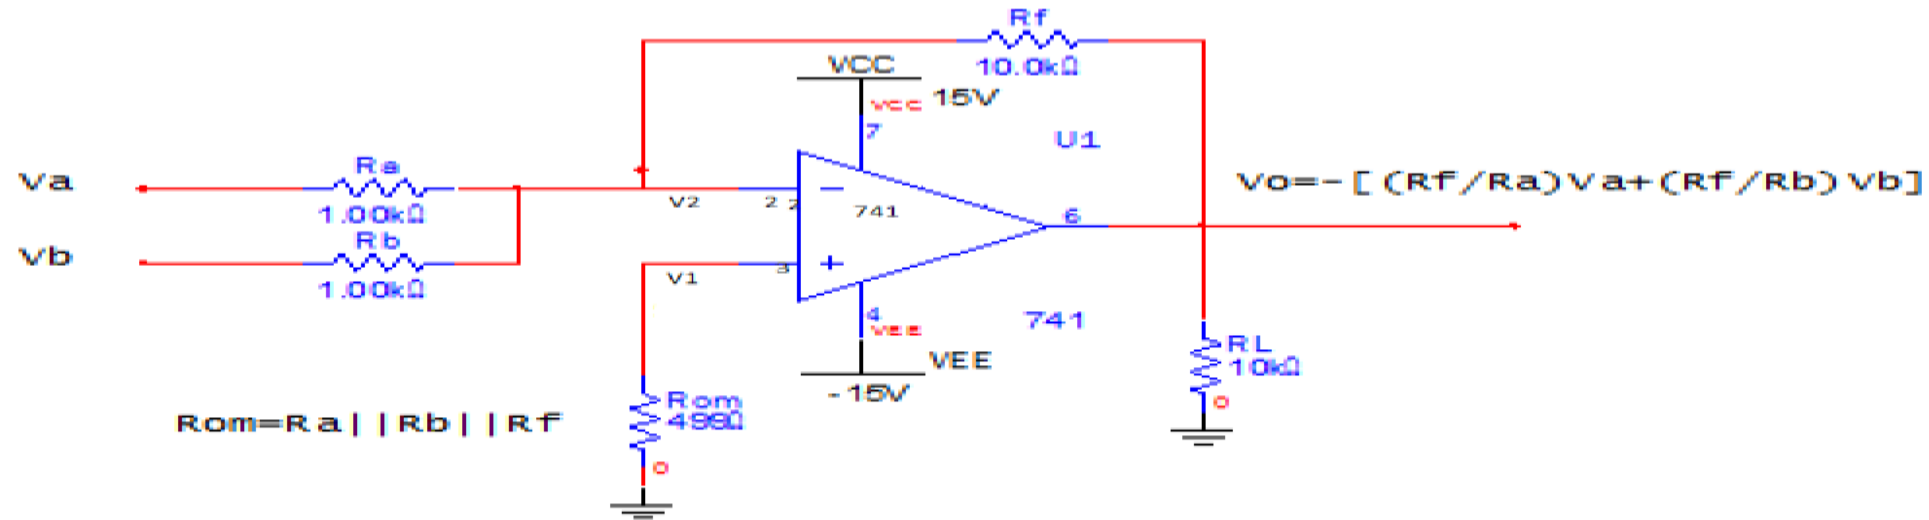 Rf
10.0kΩ
VCC
VCC 15V
7
U1
Va
Ra
1.00kΩ
V2
2
2
741
6
Vo=-[(Rf/Ra)Va+(Rf/Rb)Vb]
Vb
Rb
1.00kΩ
V1
3
4
VEE
741
VEE
-15V
RL
10kΩ
0
Rom=Ra||Rb||Rf
Rom
499Ω
0